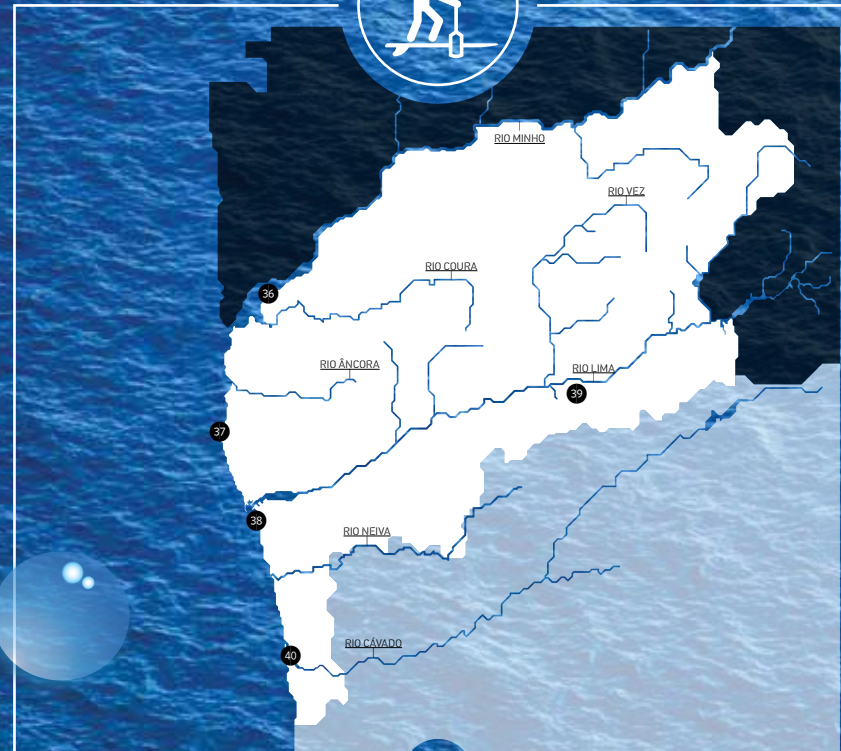 RIO MINHO
RIO VEZ
RIO COURA
36
RIO ÂNCORA
RIO LIMA
39
37
38
RIO NEIVA
RIO CÁVADO
40